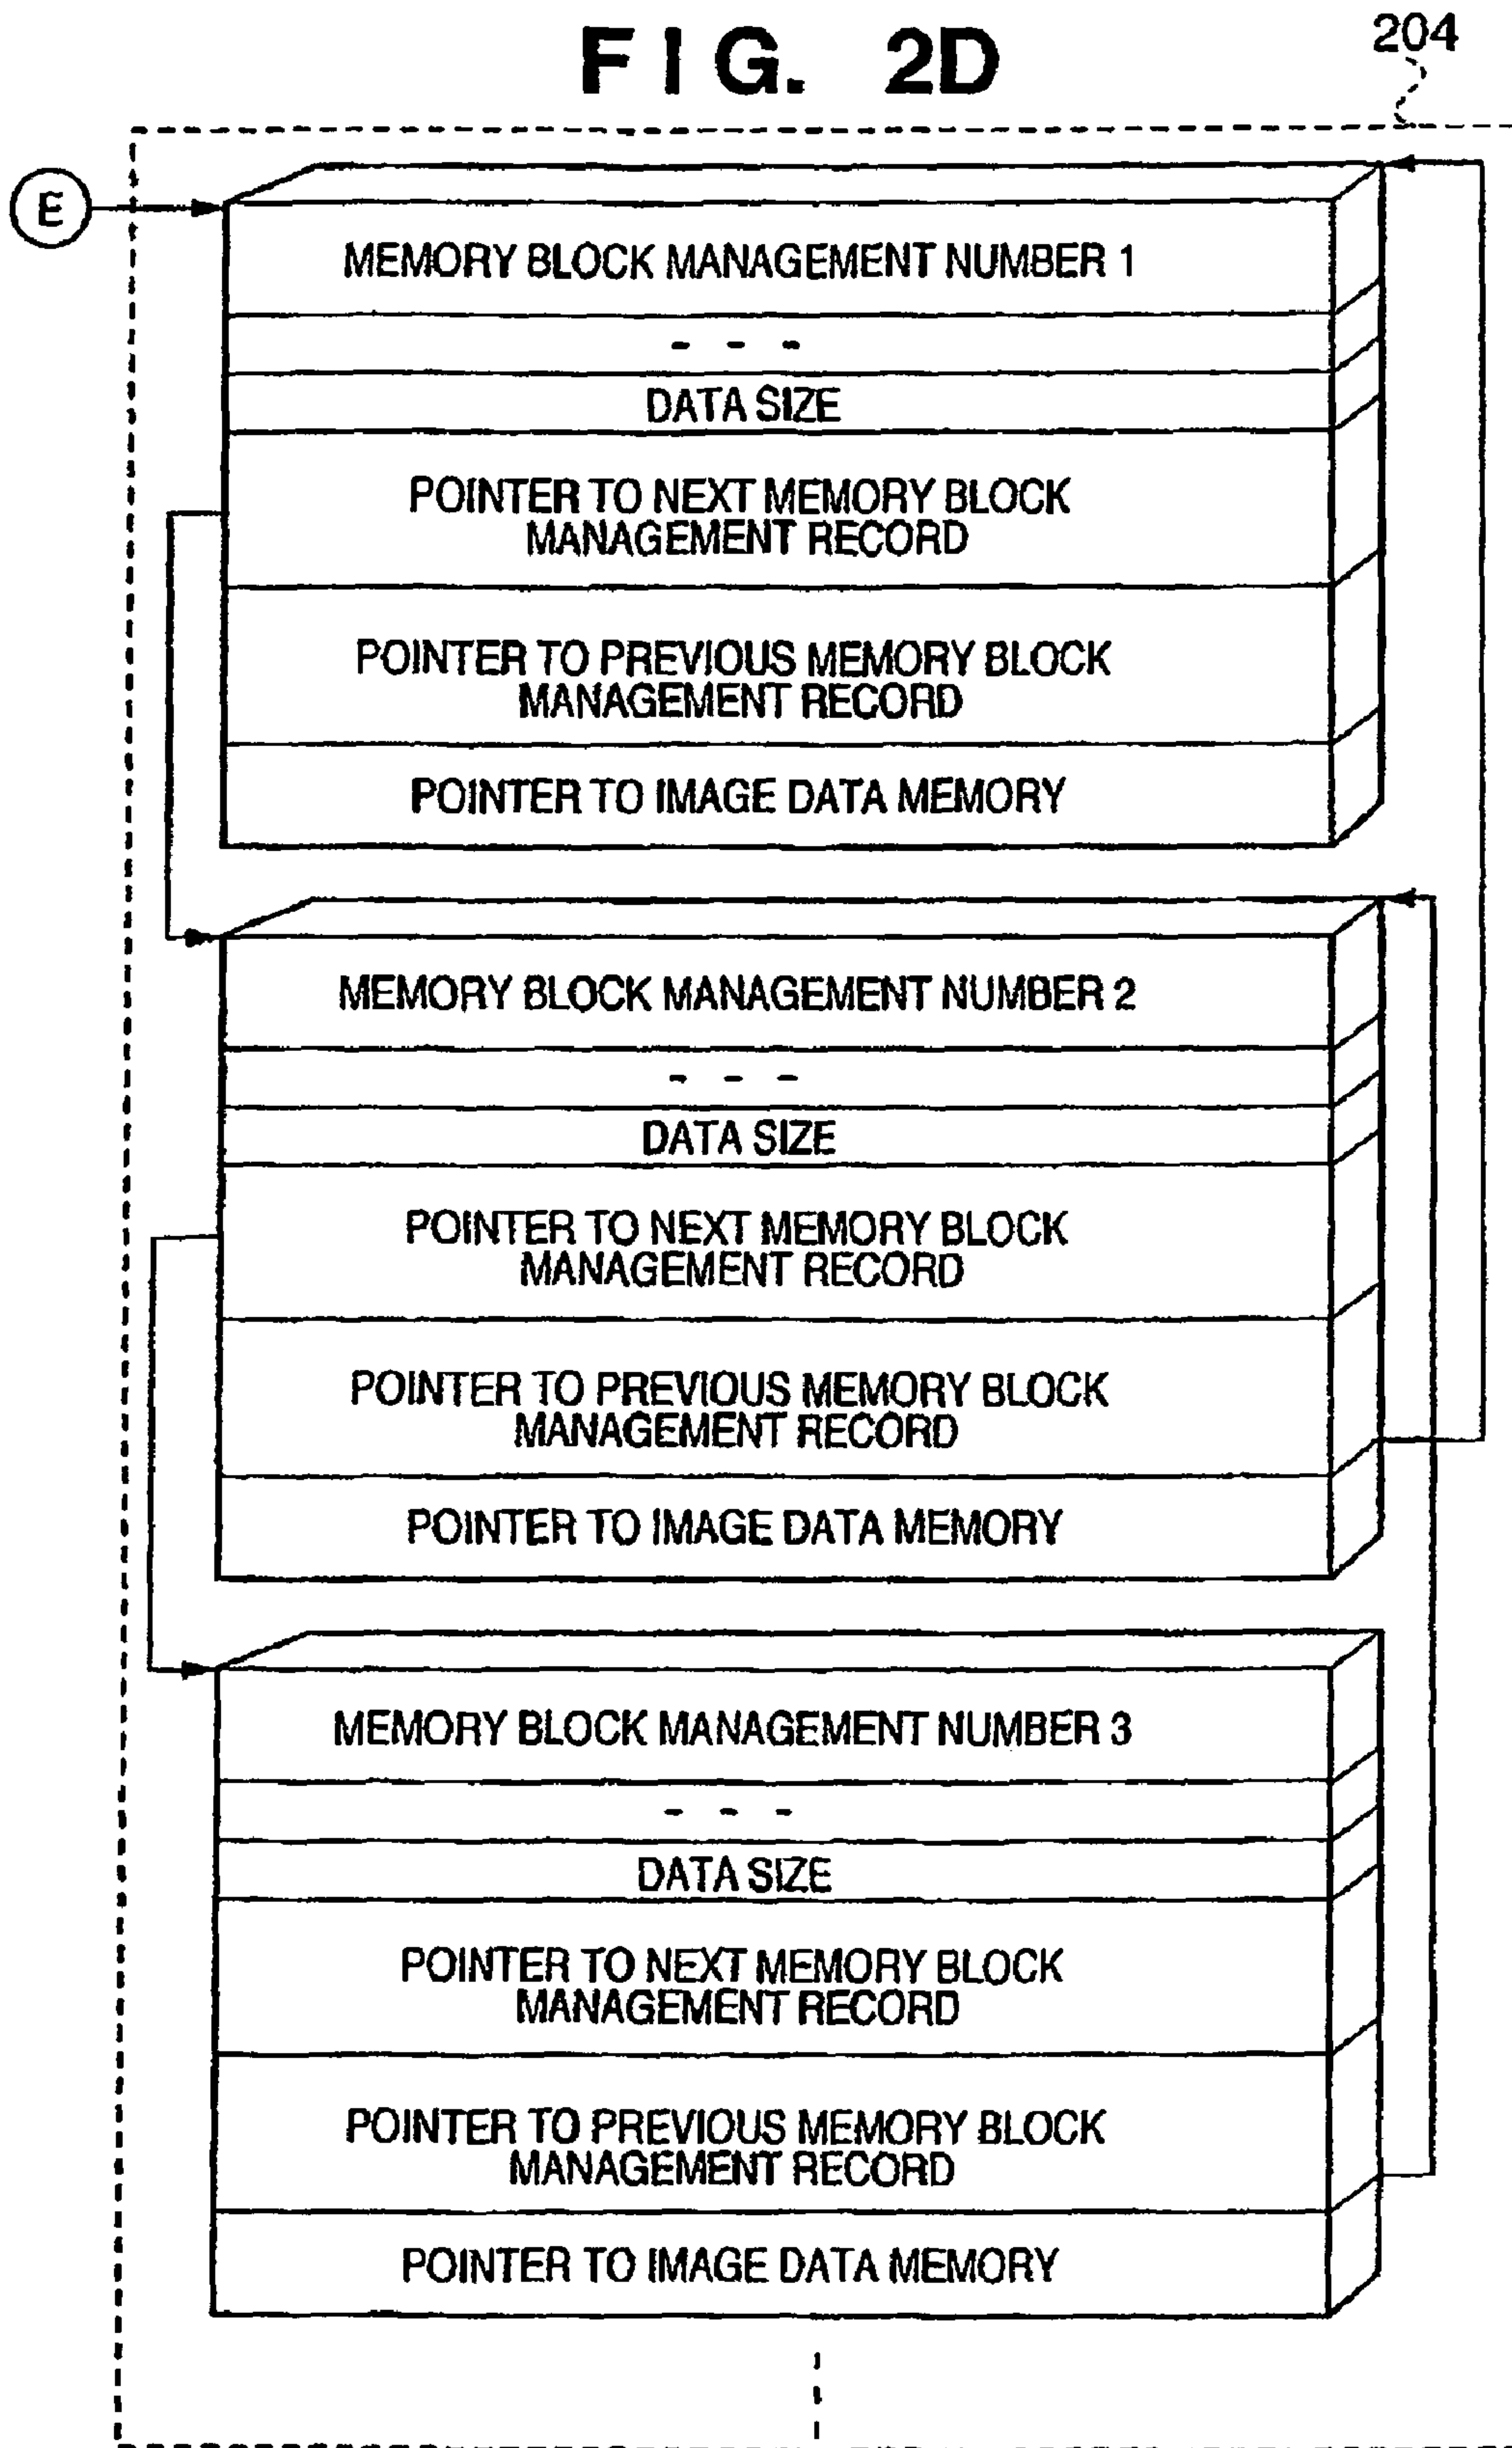 FIG. 2D
204
E
MEMORY BLOCK MANAGEMENT NUMBER 1
- - -
DATA SIZE
POINTER TO NEXT MEMORY BLOCK
MANAGEMENT RECORD
POINTER TO PREVIOUS MEMORY BLOCK
MANAGEMENT RECORD
POINTER TO IMAGE DATA MEMORY
MEMORY BLOCK MANAGEMENT NUMBER 2
- - -
DATA SIZE
POINTER TO NEXT MEMORY BLOCK
MANAGEMENT RECORD
POINTER TO PREVIOUS MEMORY BLOCK
MANAGEMENT RECORD
POINTER TO IMAGE DATA MEMORY
MEMORY BLOCK MANAGEMENT NUMBER 3
- - -
DATA SIZE
POINTER TO NEXT MEMORY BLOCK
MANAGEMENT RECORD
POINTER TO PREVIOUS MEMORY BLOCK
MANAGEMENT RECORD
POINTER TO IMAGE DATA MEMORY